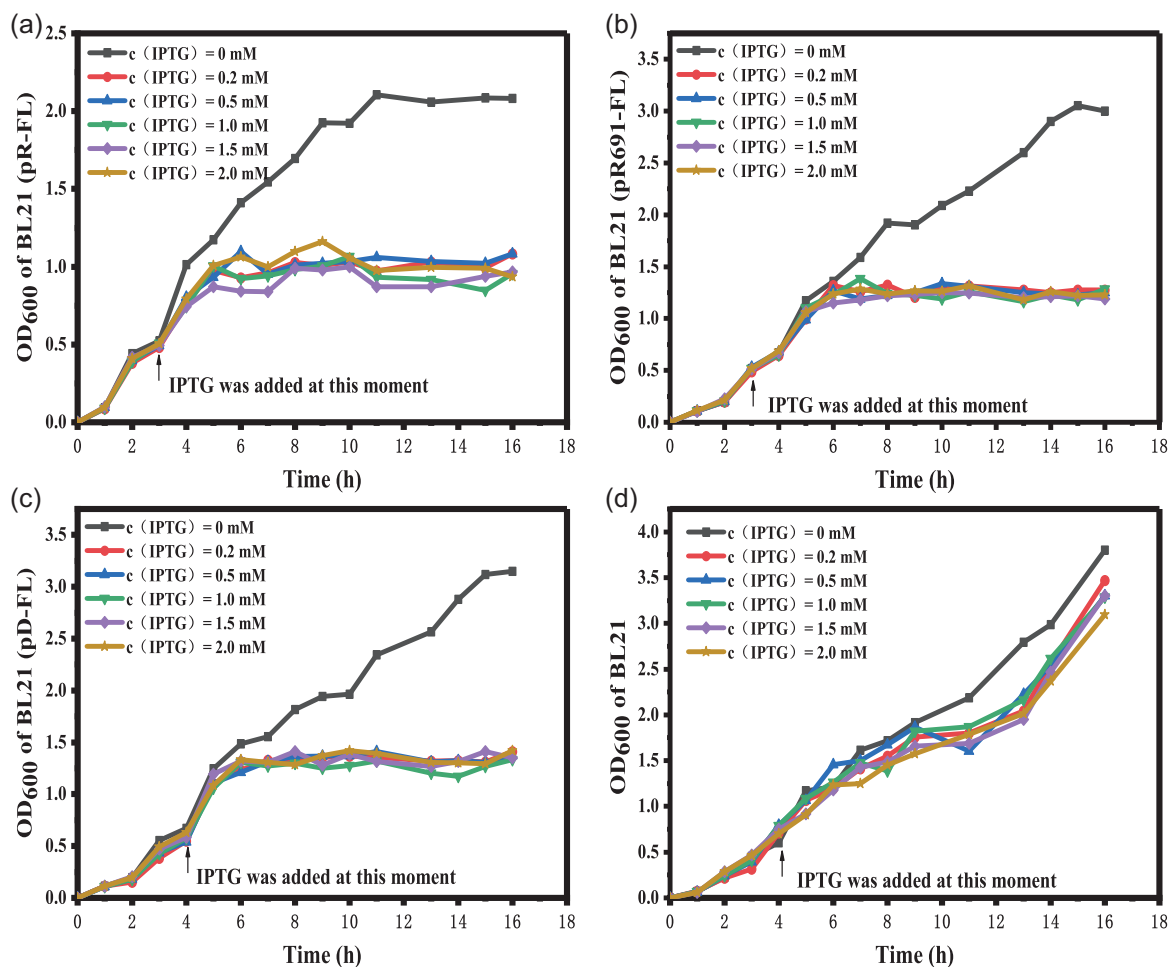 (a)
OD600 of BL21 (pR-FL)
2.5
2.0
1.5
1.0
0.5
0.0
c（IPTG）= 0 mM
c（IPTG）= 0.2 mM
c（IPTG）= 0.5 mM
c（IPTG）= 1.0 mM
c（IPTG）= 1.5 mM
c（IPTG）= 2.0 mM
IPTG was added at this moment
0 2 4 6 8 10 12 14 16 18
Time (h)
(b)
OD600 of BL21 (pR691-FL)
3.5
3.0
2.5
2.0
1.5
1.0
0.5
0.0
c（IPTG）= 0 mM
c（IPTG）= 0.2 mM
c（IPTG）= 0.5 mM
c（IPTG）= 1.0 mM
c（IPTG）= 1.5 mM
c（IPTG）= 2.0 mM
IPTG was added at this moment
0 2 4 6 8 10 12 14 16 18
Time (h)
(c)
OD600 of BL21 (pD-FL)
3.5
3.0
2.5
2.0
1.5
1.0
0.5
0.0
c（IPTG）= 0 mM
c（IPTG）= 0.2 mM
c（IPTG）= 0.5 mM
c（IPTG）= 1.0 mM
c（IPTG）= 1.5 mM
c（IPTG）= 2.0 mM
IPTG was added at this moment
0 2 4 6 8 10 12 14 16 18
Time (h)
(d)
OD600 of BL21
4.0
3.5
3.0
2.5
2.0
1.5
1.0
0.5
0.0
c（IPTG）= 0 mM
c（IPTG）= 0.2 mM
c（IPTG）= 0.5 mM
c（IPTG）= 1.0 mM
c（IPTG）= 1.5 mM
c（IPTG）= 2.0 mM
IPTG was added at this moment
0 2 4 6 8 10 12 14 16 18
Time (h)